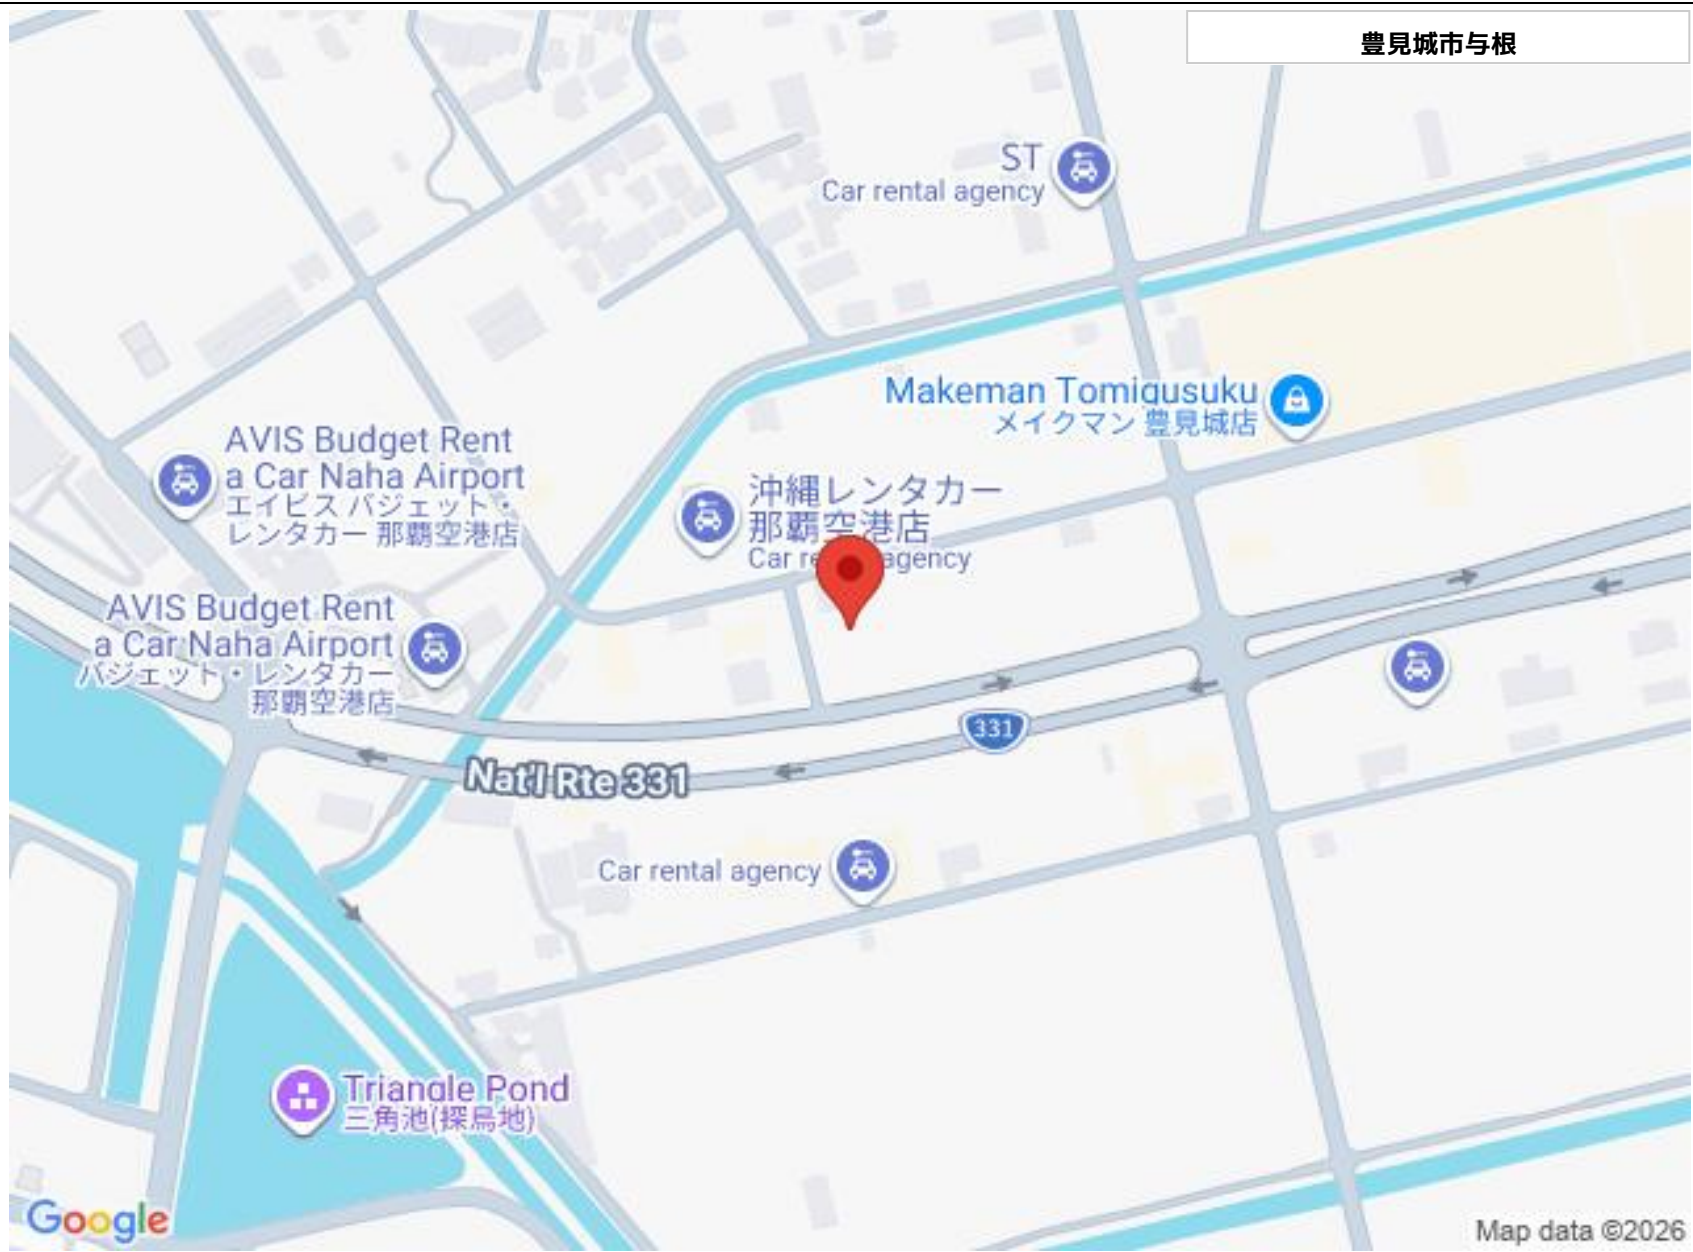 豊見城市与根
ST
Car rental agency
Makeman Tomigusuku
メイクマン 豊見城店
AVIS Budget Rent
a Car Naha Airport
エイビス バジェット・
レンタカー 那覇空港店
沖縄レンタカー
那覇空港店
Car re agency
AVIS Budget Rent
a Car Naha Airport
バジェット・レンタカー
那覇空港店
331
Nat'l Rte 331
Car rental agency
Triangle Pond
三角池(探鳥地)
Google
Map data ©2026